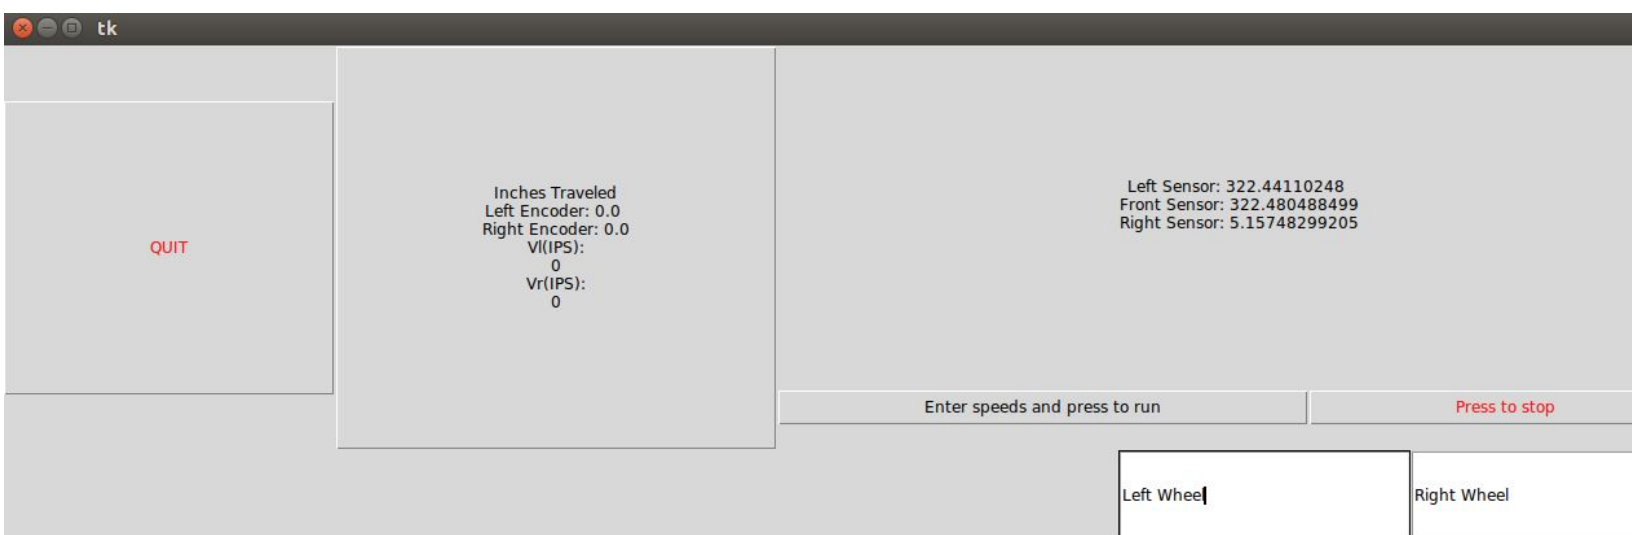 tk
QUIT
Inches Traveled
Left Encoder: 0.0
Right Encoder: 0.0
Vl(IPS):
0
Vr(IPS):
0
Left Sensor: 322.44110248
Front Sensor: 322.480488499
Right Sensor: 5.15748299205
Enter speeds and press to run
Press to stop
Left Wheel
Right Wheel